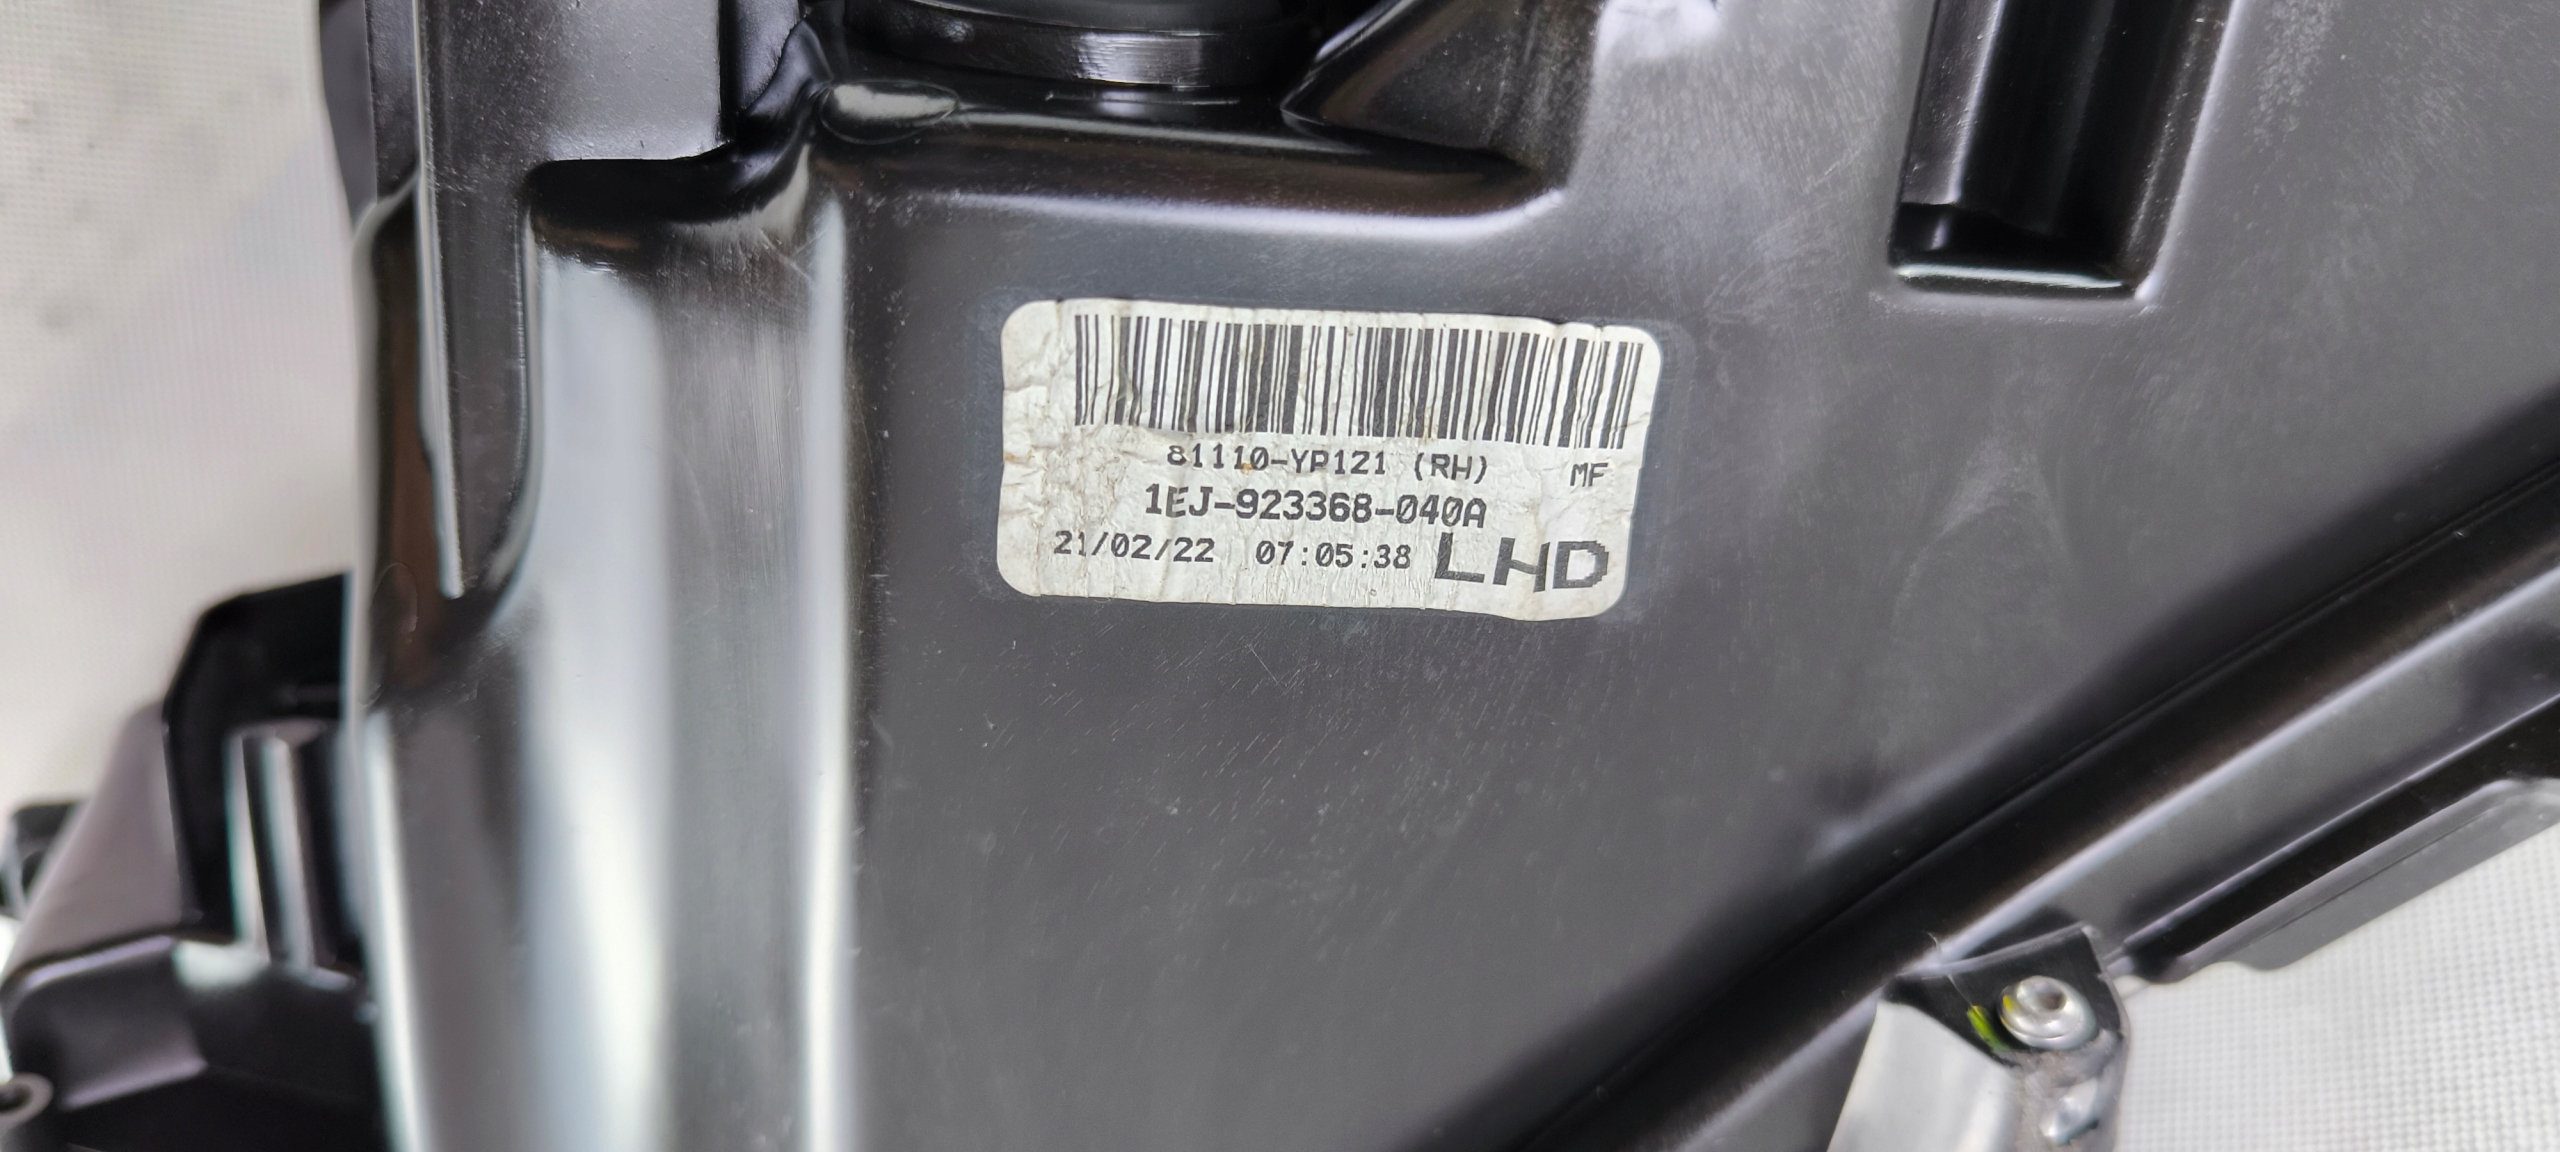 81110-YP121 (RH) MF
1EJ-923368-040A
21/02/22 07:05:38 LHD